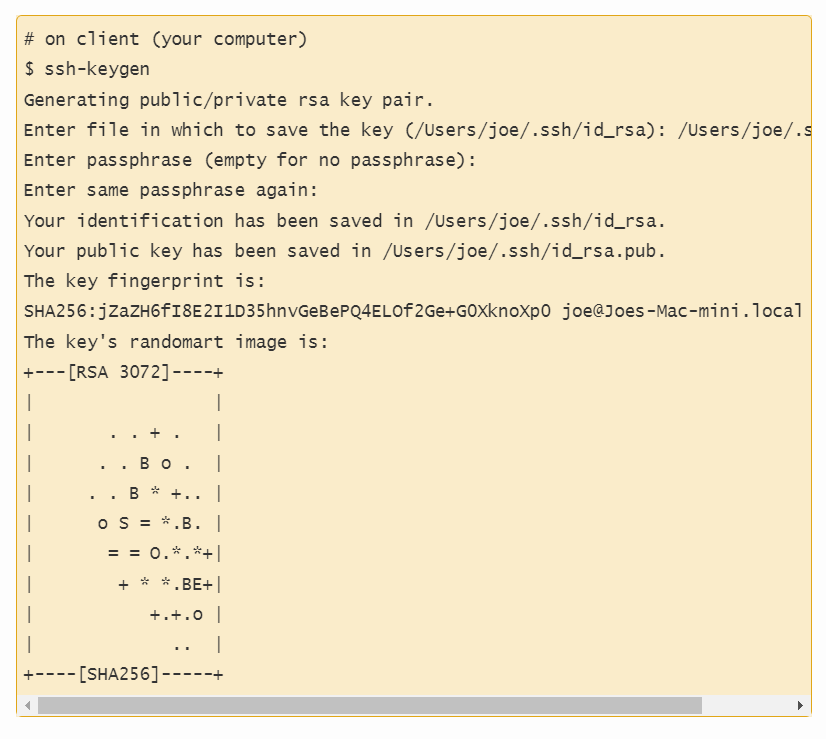 # on client (your computer)
$ ssh-keygen
Generating public/private rsa key pair.
Enter file in which to save the key (/Users/joe/.ssh/id_rsa): /Users/joe/.s
Enter passphrase (empty for no passphrase):
Enter same passphrase again:
Your identification has been saved in /Users/joe/.ssh/id_rsa.
Your public key has been saved in /Users/joe/.ssh/id_rsa.pub.
The key fingerprint is:
SHA256:jZaZH6fI8E2I1D35hnvGeBePQ4ELOf2Ge+G0XknoXp0 joe@Joes-Mac-mini.local
The key's randomart image is:
+---[RSA 3072]----+
|                 |
|       . . + .   |
|      . . B o .  |
|     . . B * +.. |
|      o S = *.B. |
|       = = O.*.*+|
|        + * *.BE+|
|           +.+.o |
|             ..  |
+----[SHA256]-----+